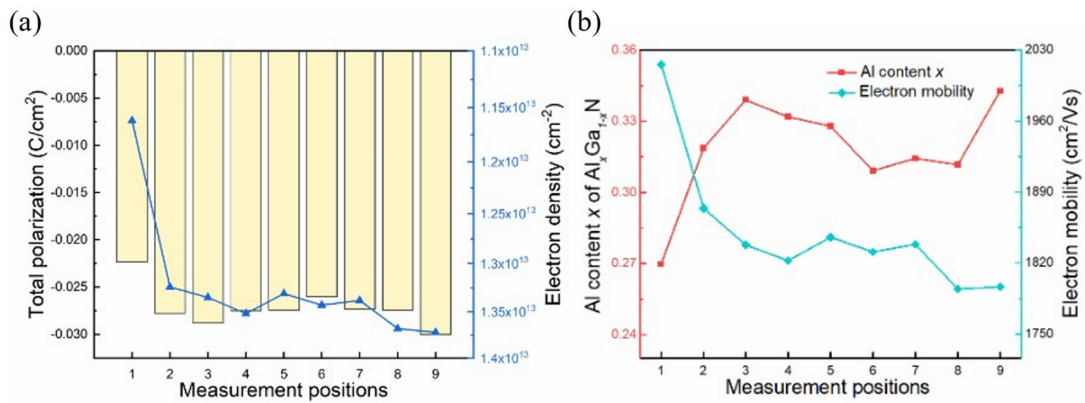 (a)
Total polarization (C/cm²)
0.000
-0.005
-0.010
-0.015
-0.020
-0.025
-0.030
1 2 3 4 5 6 7 8 9
Measurement positions
1.1x10¹³
1.15x10¹³
1.2x10¹³
1.25x10¹³
1.3x10¹³
1.35x10¹³
1.4x10¹³
Electron density (cm⁻²)
(b)
Al content x of AlₓGa₁₋ₓN
0.36
0.33
0.30
0.27
0.24
Al content x
Electron mobility
1 2 3 4 5 6 7 8 9
Measurement positions
2030
1960
1890
1820
1750
Electron mobility (cm²/Vs)